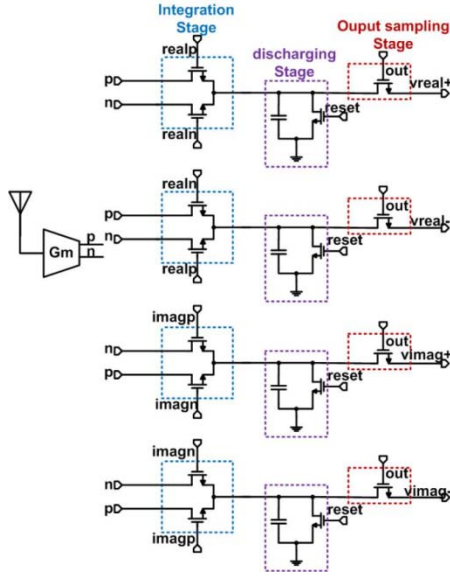 Integration
Stage
Ouput sampling
Stage
discharging
Stage
realp
p
n
realn
out
vreal+
reset
realn
p
n
realp
out
vreal-
reset
Gm
p
n
imagp
n
p
imagn
out
vimag+
reset
imagn
n
p
imagp
out
vimag-
reset